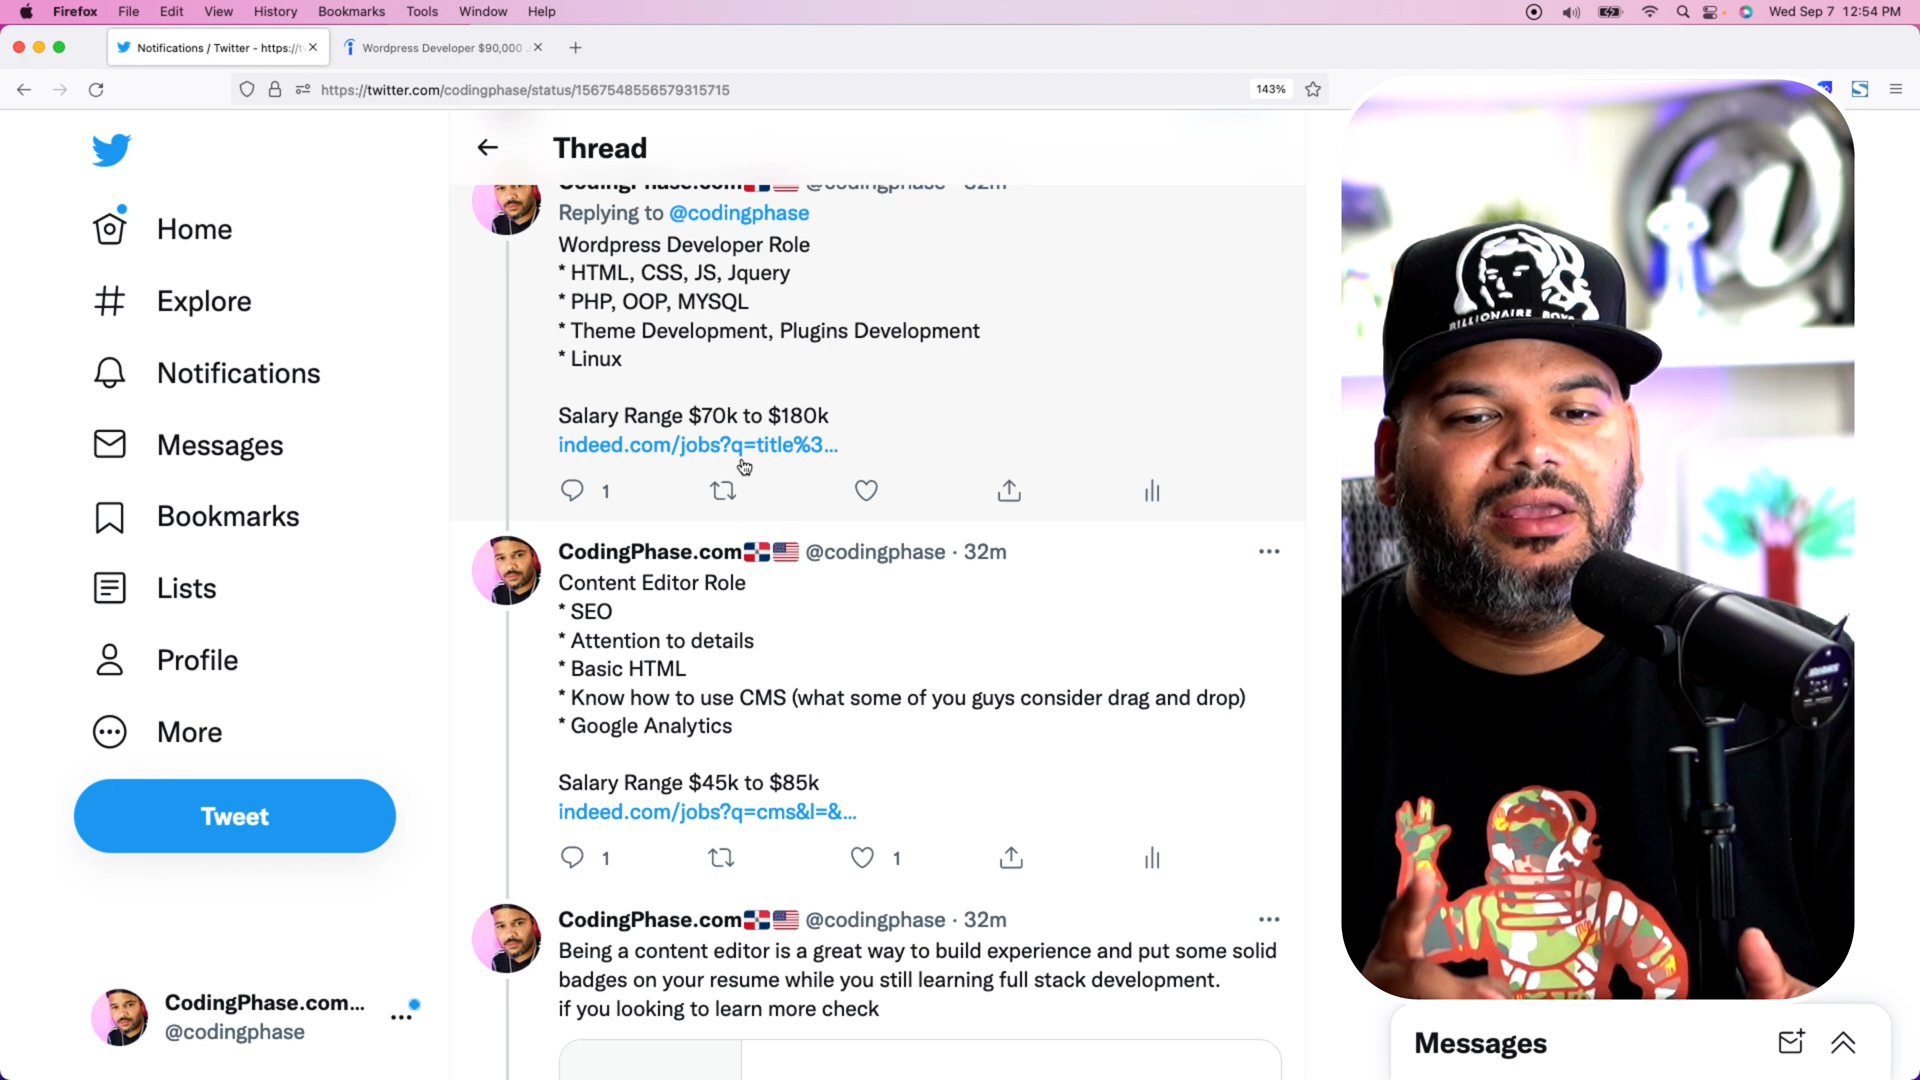 Firefox File Edit View History Bookmarks Tools Window Help
Wed Sep 7 12:54 PM
Notifications / Twitter - https://t
Wordpress Developer $90,000
https://twitter.com/codingphase/status/1567548556579315715
143%
Thread
Home
Explore
Notifications
Messages
Bookmarks
Lists
Profile
More
Tweet
CodingPhase.com...
@codingphase
CodingPhase.com @codingphase · 32m
Replying to @codingphase
Wordpress Developer Role
* HTML, CSS, JS, Jquery
* PHP, OOP, MYSQL
* Theme Development, Plugins Development
* Linux
Salary Range $70k to $180k
indeed.com/jobs?q=title%3...
1
CodingPhase.com @codingphase · 32m
Content Editor Role
* SEO
* Attention to details
* Basic HTML
* Know how to use CMS (what some of you guys consider drag and drop)
* Google Analytics
Salary Range $45k to $85k
indeed.com/jobs?q=cms&l=&...
1 1
CodingPhase.com @codingphase · 32m
Being a content editor is a great way to build experience and put some solid
badges on your resume while you still learning full stack development.
if you looking to learn more check
BILLIONAIRE BOYS
Messages